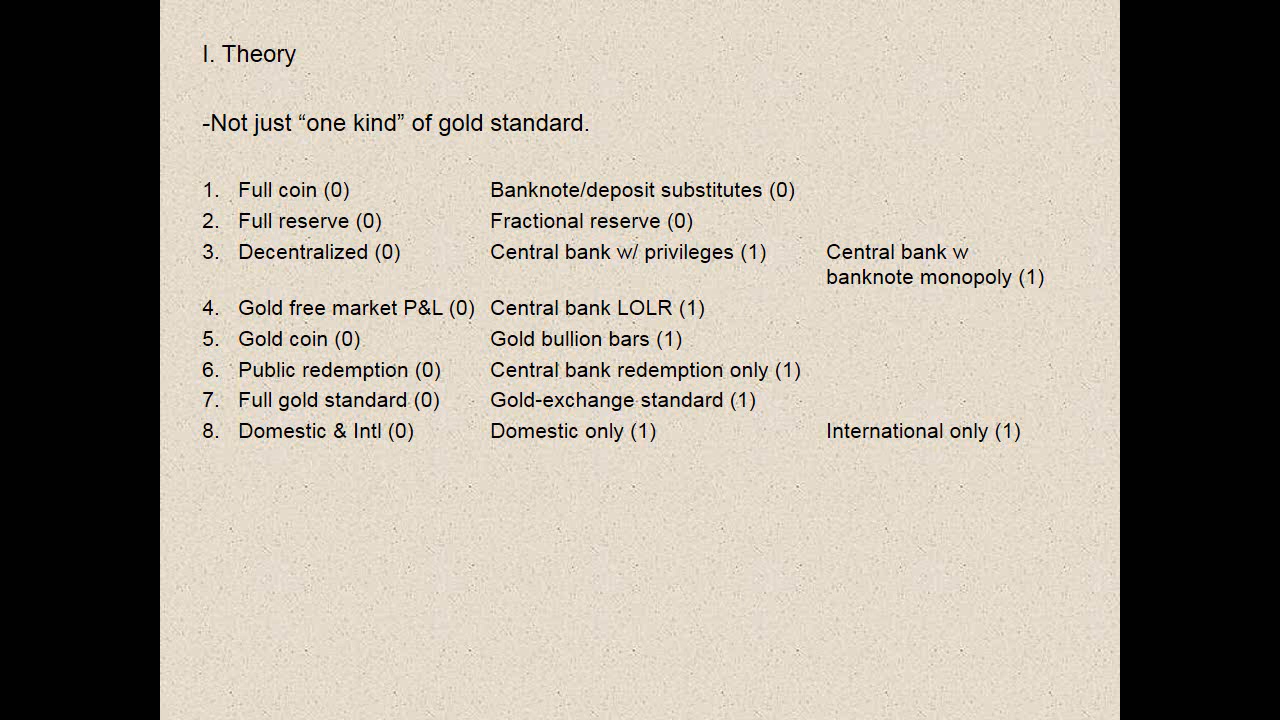 I. Theory
-Not just “one kind” of gold standard.
1. Full coin (0) Banknote/deposit substitutes (0)
2. Full reserve (0) Fractional reserve (0)
3. Decentralized (0) Central bank w/ privileges (1) Central bank w
banknote monopoly (1)
4. Gold free market P&L (0) Central bank LOLR (1)
5. Gold coin (0) Gold bullion bars (1)
6. Public redemption (0) Central bank redemption only (1)
7. Full gold standard (0) Gold-exchange standard (1)
8. Domestic & Intl (0) Domestic only (1) International only (1)